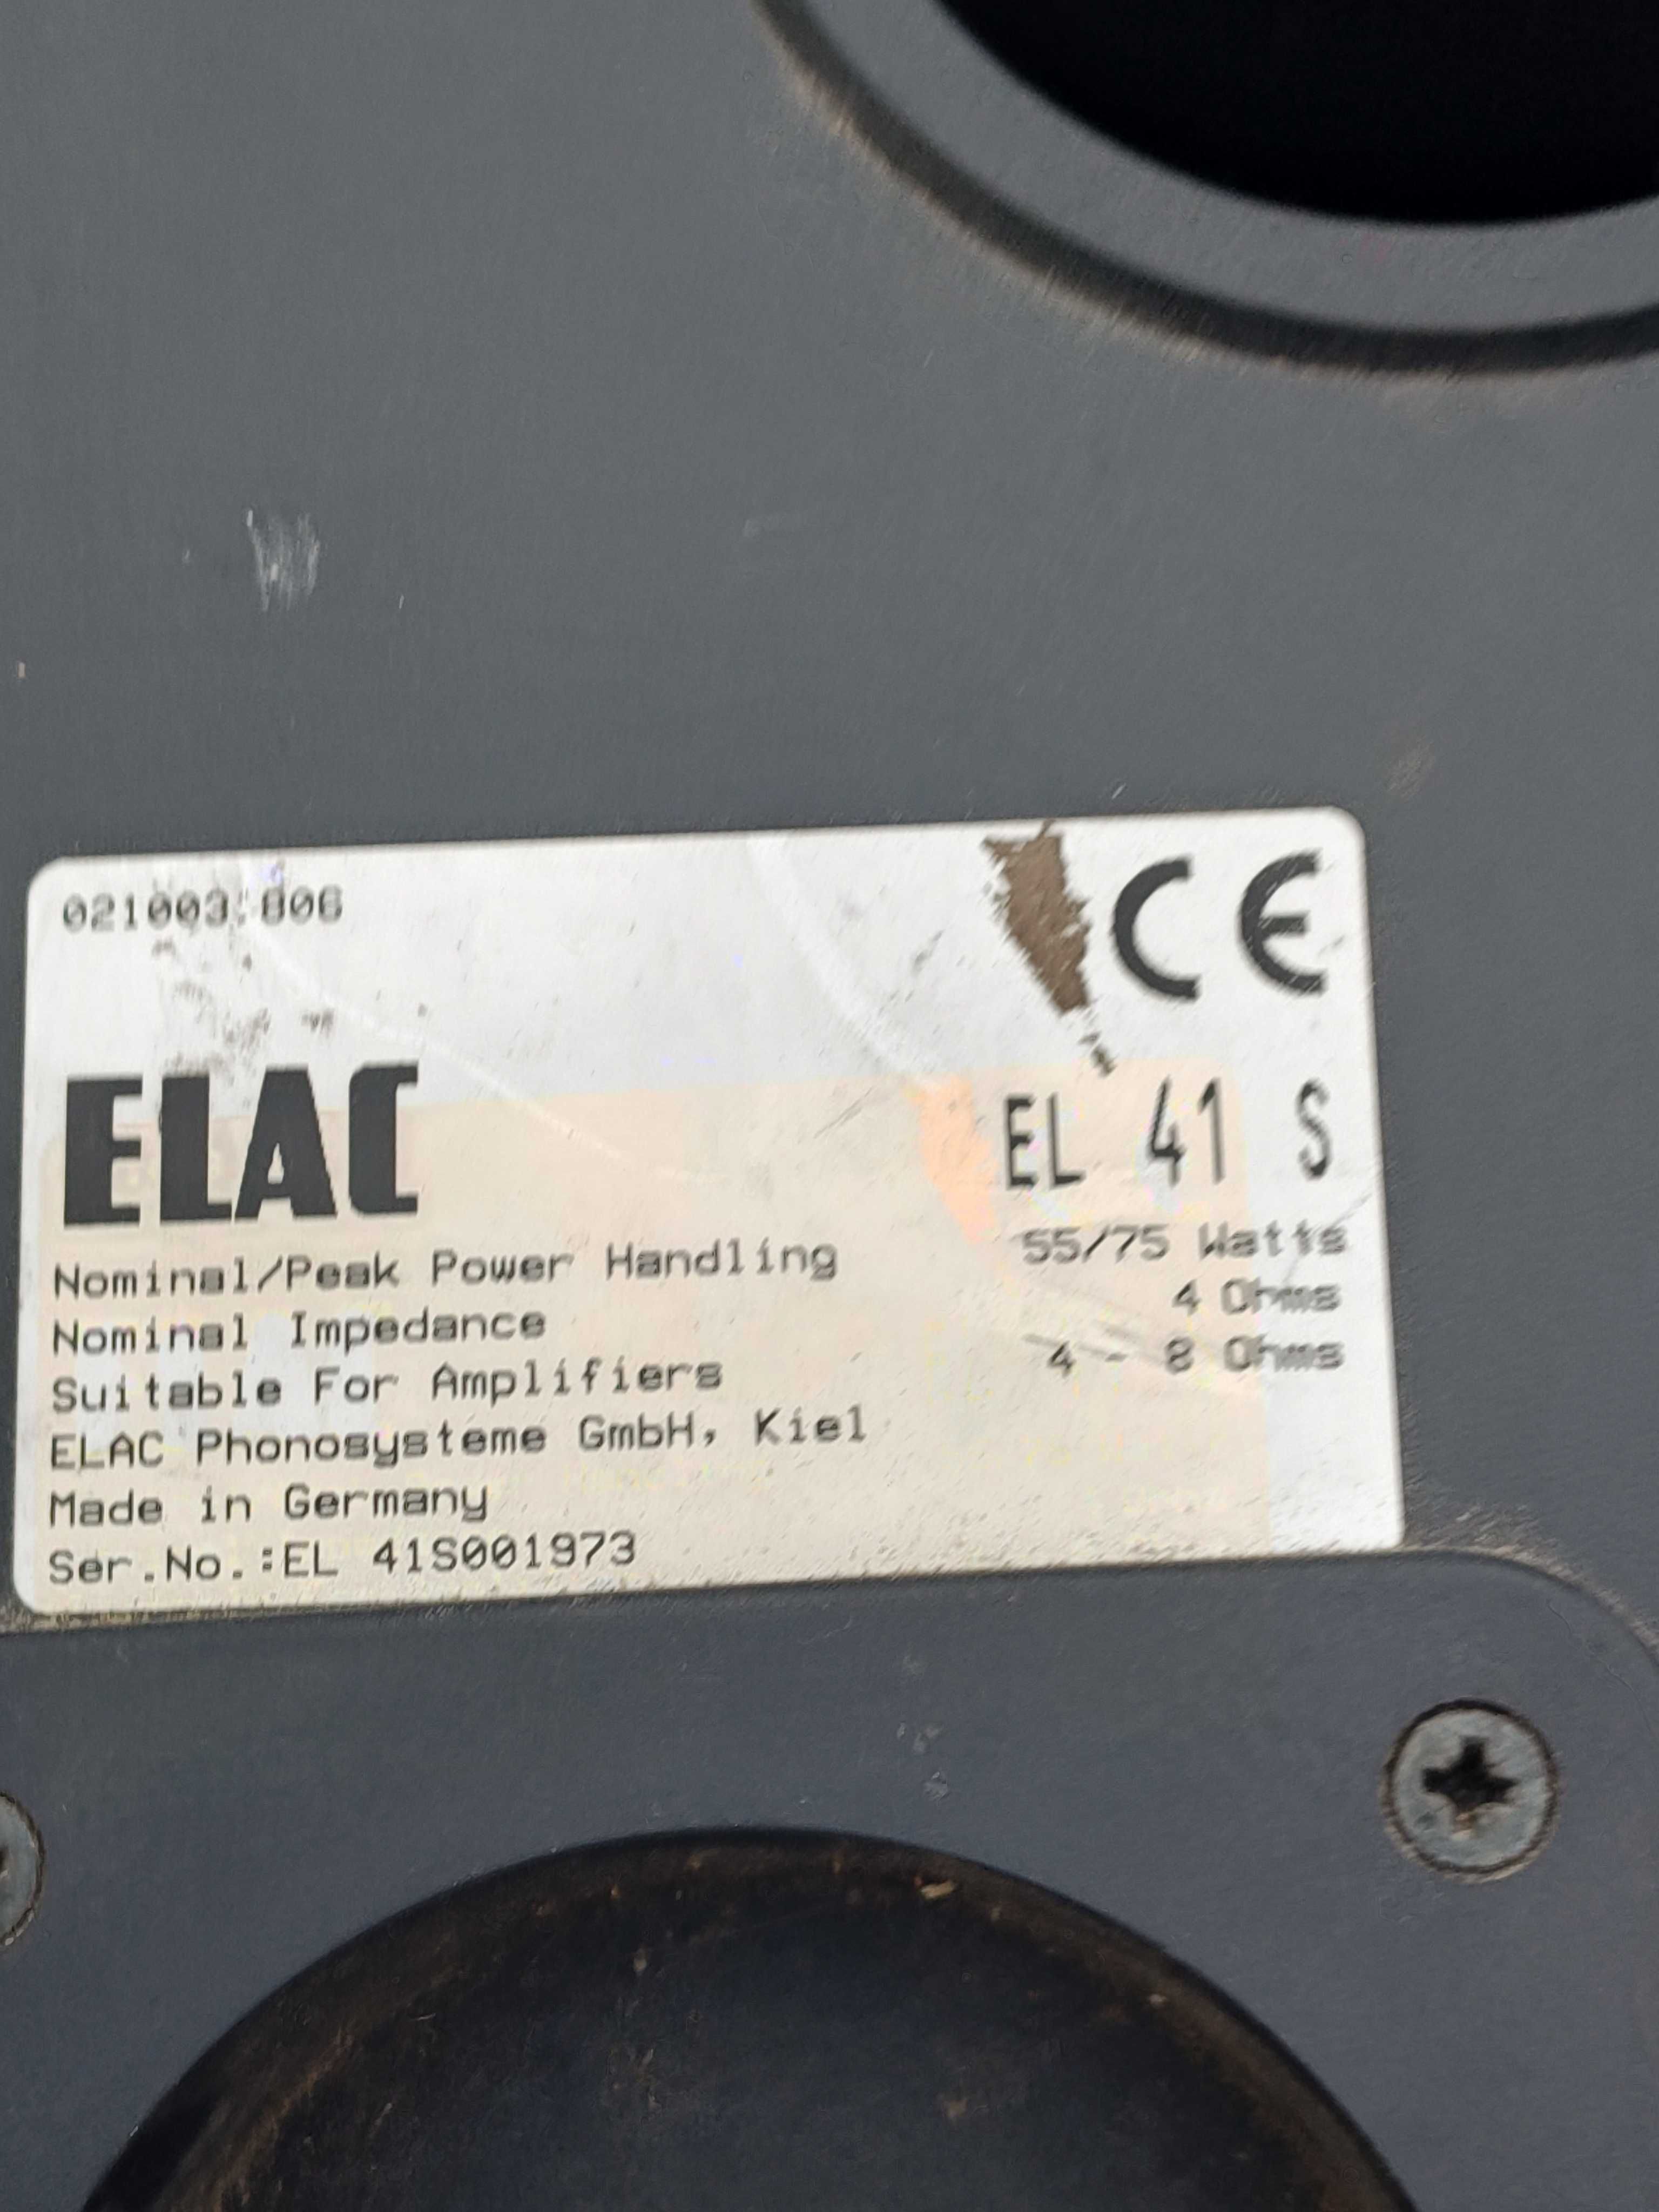 021003.806 CE
ELAC EL 41 S
Nominal/Peak Power Handling 55/75 Watts
Nominal Impedance 4 Ohms
Suitable For Amplifiers 4 - 8 Ohms
ELAC Phonosysteme GmbH, Kiel
Made in Germany
Ser.No.:EL 41S001973